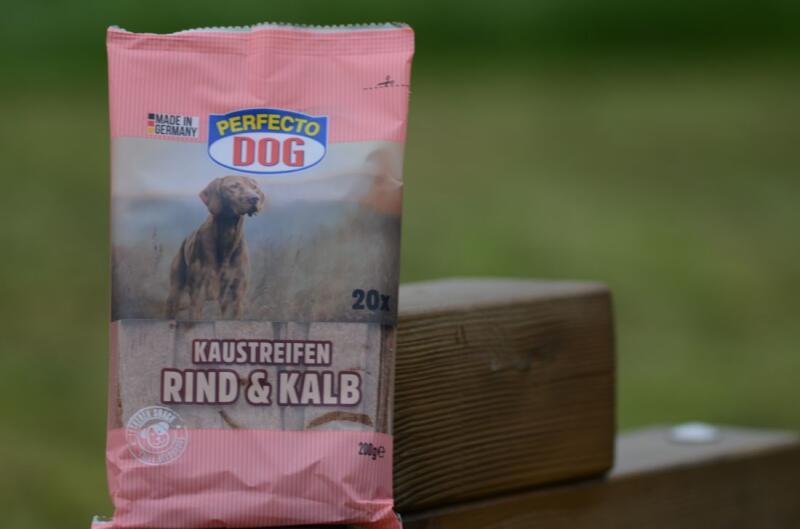 MADE IN
GERMANY
PERFECTO
DOG
20x
KAUSTREIFEN
RIND & KALB
200g℮